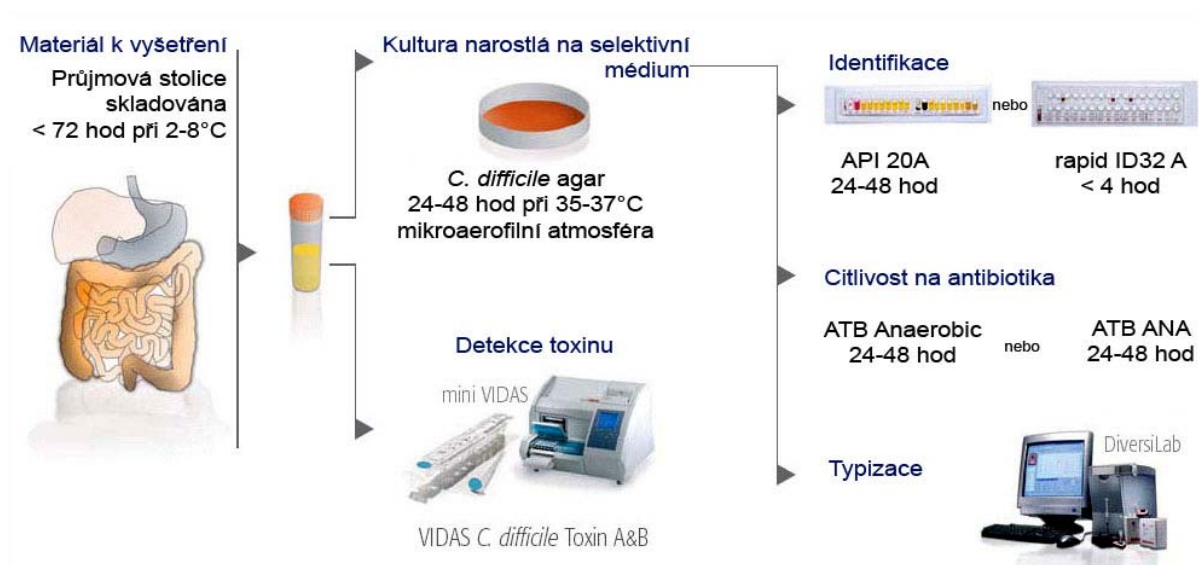 Materiál k vyšetření
Průjmová stolice
skladována
< 72 hod při 2-8°C
Kultura narostlá na selektivní
médium
C. difficile agar
24-48 hod při 35-37°C
mikroaerofilní atmosféra
Detekce toxinu
mini VIDAS
VIDAS C. difficile Toxin A&B
Identifikace
nebo
API 20A
24-48 hod
rapid ID32 A
< 4 hod
Citlivost na antibiotika
ATB Anaerobic
24-48 hod
nebo
ATB ANA
24-48 hod
Typizace
DiversiLab